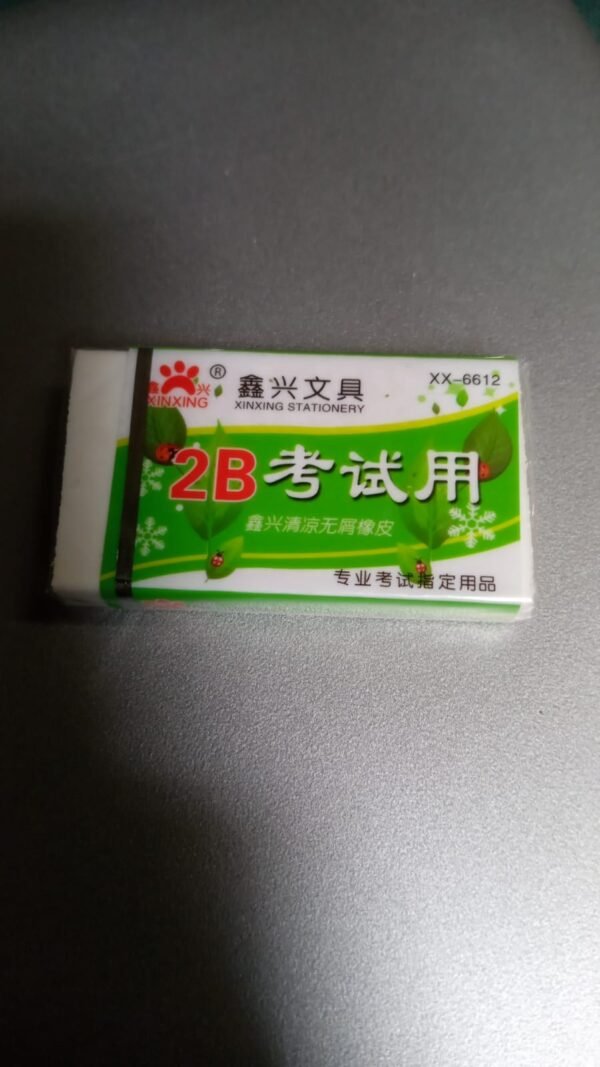 鑫 兴
XINXING
®
鑫兴文具
XINXING STATIONERY
XX-6612
2B考试用
鑫兴清凉无屑橡皮
专业考试指定用品